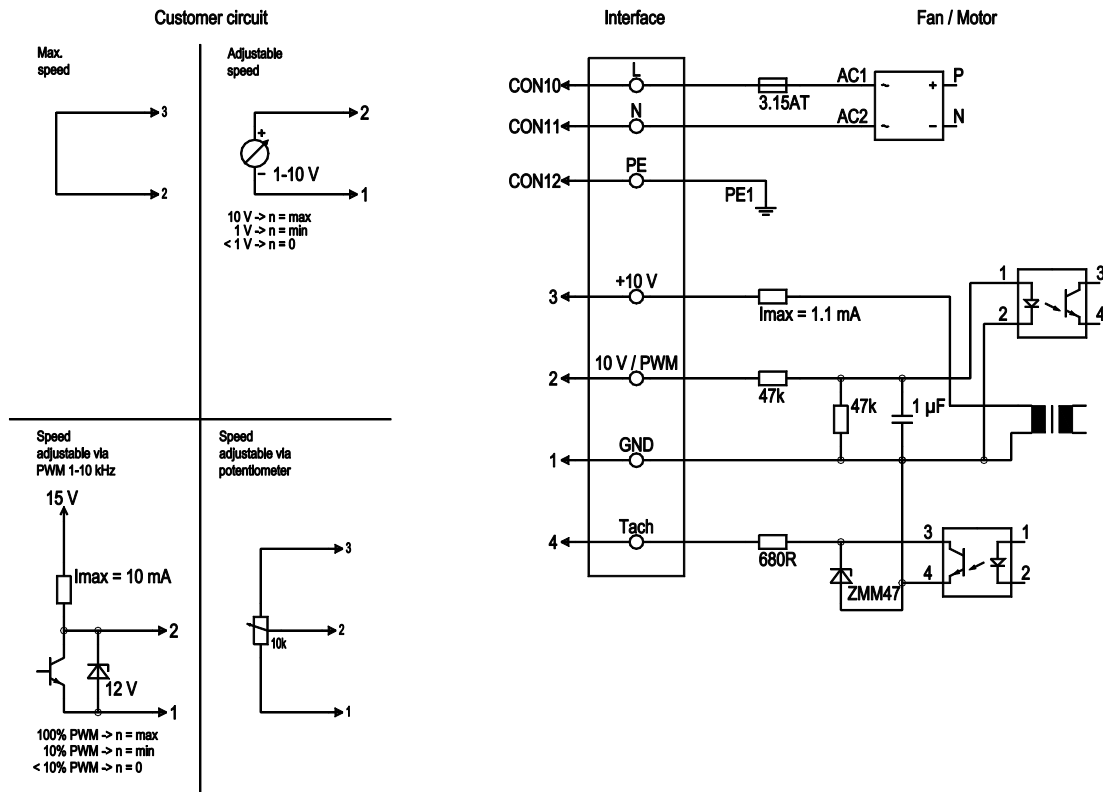 Customer circuit
Interface
Fan / Motor
Max.
speed
3
2
Adjustable
speed
2
+
–
1-10 V
1
10 V -> n = max
1 V -> n = min
< 1 V -> n = 0
Speed
adjustable via
PWM 1-10 kHz
15 V
Imax = 10 mA
2
12 V
1
100% PWM -> n = max
10% PWM -> n = min
< 10% PWM -> n = 0
Speed
adjustable via
potentiometer
3
2
10k
1
L
CON10
3.15AT
AC1
~
+
P
N
CON11
AC2
~
–
N
PE
CON12
PE1
+10 V
3
Imax = 1.1 mA
1
2
3
4
10 V / PWM
2
47k
47k
1 µF
GND
1
Tach
4
680R
ZMM47
3
4
1
2